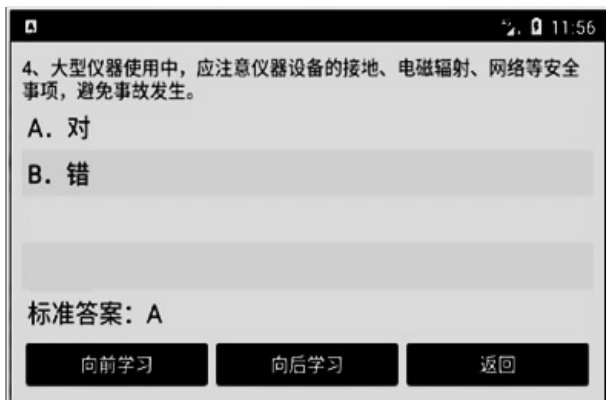 11:56
4、大型仪器使用中，应注意仪器设备的接地、电磁辐射、网络等安全
事项，避免事故发生。
A. 对
B. 错
标准答案：A
向前学习
向后学习
返回